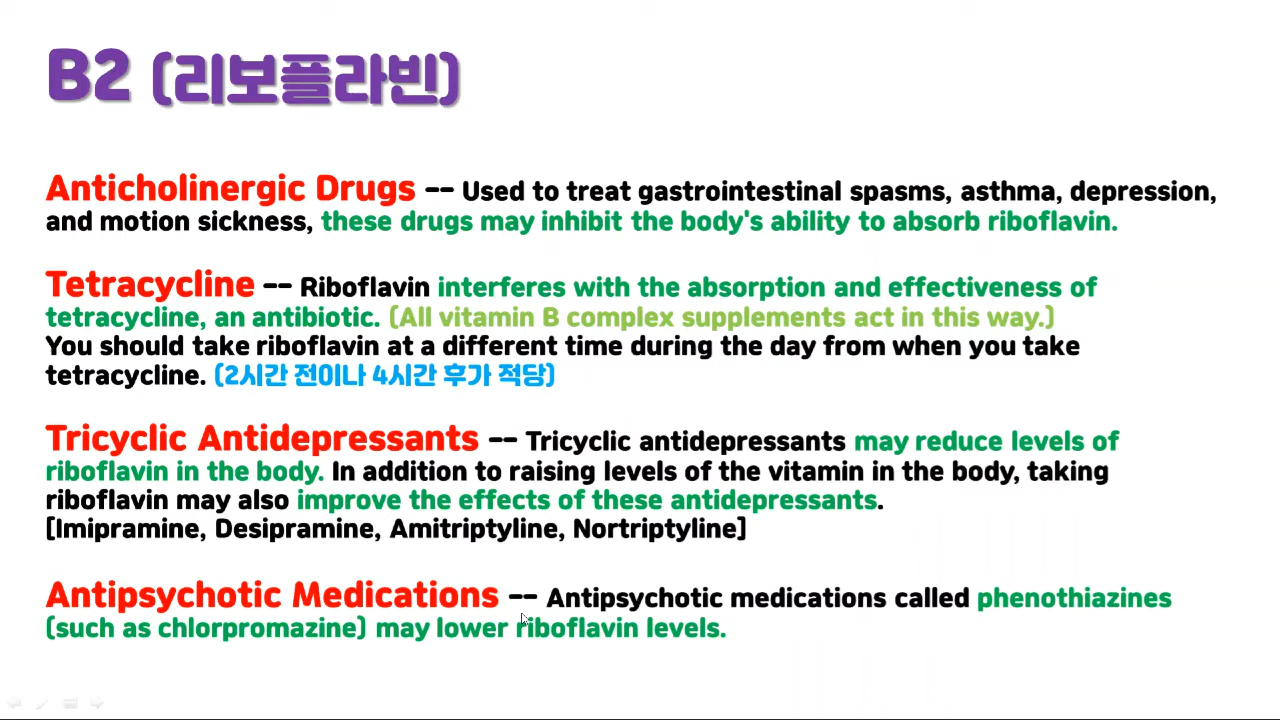 B2 (리보플라빈)
Anticholinergic Drugs -- Used to treat gastrointestinal spasms, asthma, depression,
and motion sickness, these drugs may inhibit the body's ability to absorb riboflavin.
Tetracycline -- Riboflavin interferes with the absorption and effectiveness of
tetracycline, an antibiotic. (All vitamin B complex supplements act in this way.)
You should take riboflavin at a different time during the day from when you take
tetracycline. (2시간 전이나 4시간 후가 적당)
Tricyclic Antidepressants -- Tricyclic antidepressants may reduce levels of
riboflavin in the body. In addition to raising levels of the vitamin in the body, taking
riboflavin may also improve the effects of these antidepressants.
[Imipramine, Desipramine, Amitriptyline, Nortriptyline]
Antipsychotic Medications -- Antipsychotic medications called phenothiazines
(such as chlorpromazine) may lower riboflavin levels.